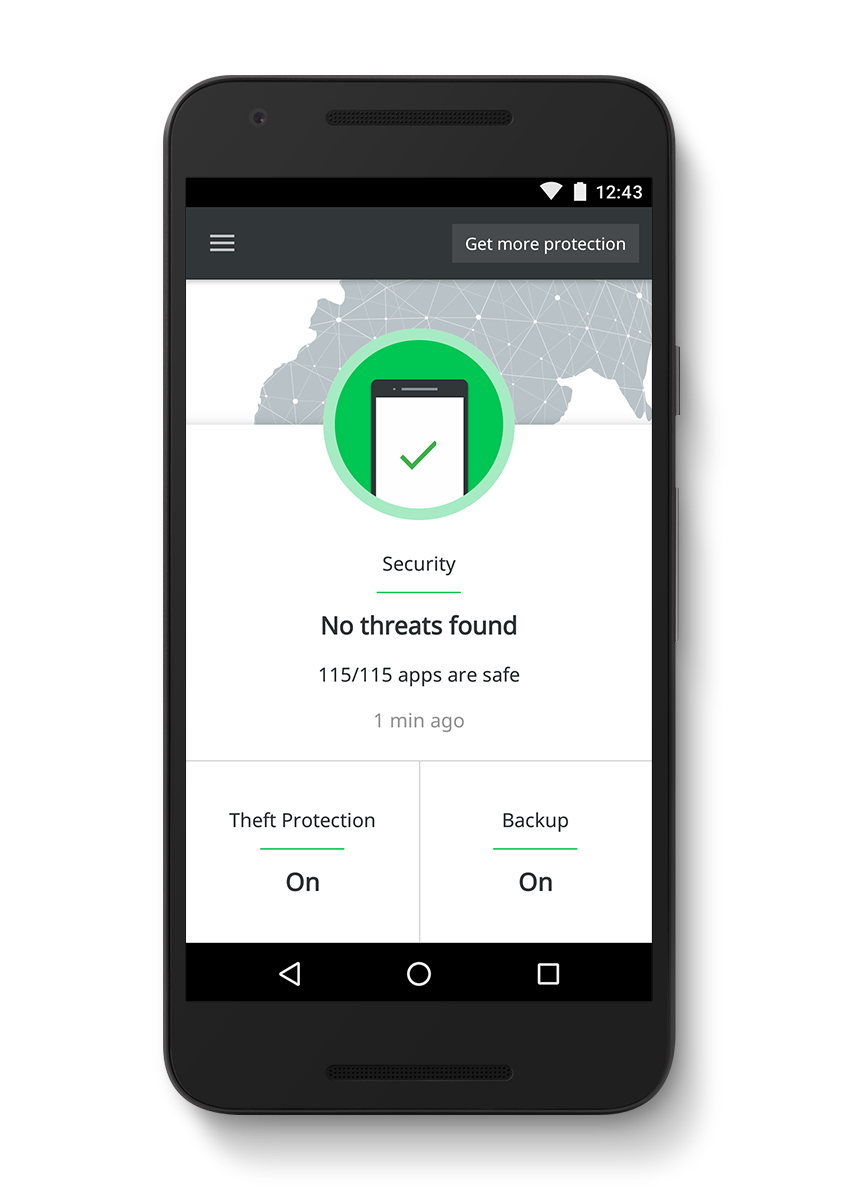 12:43
Get more protection
Security
No threats found
115/115 apps are safe
1 min ago
Theft Protection
Backup
On
On